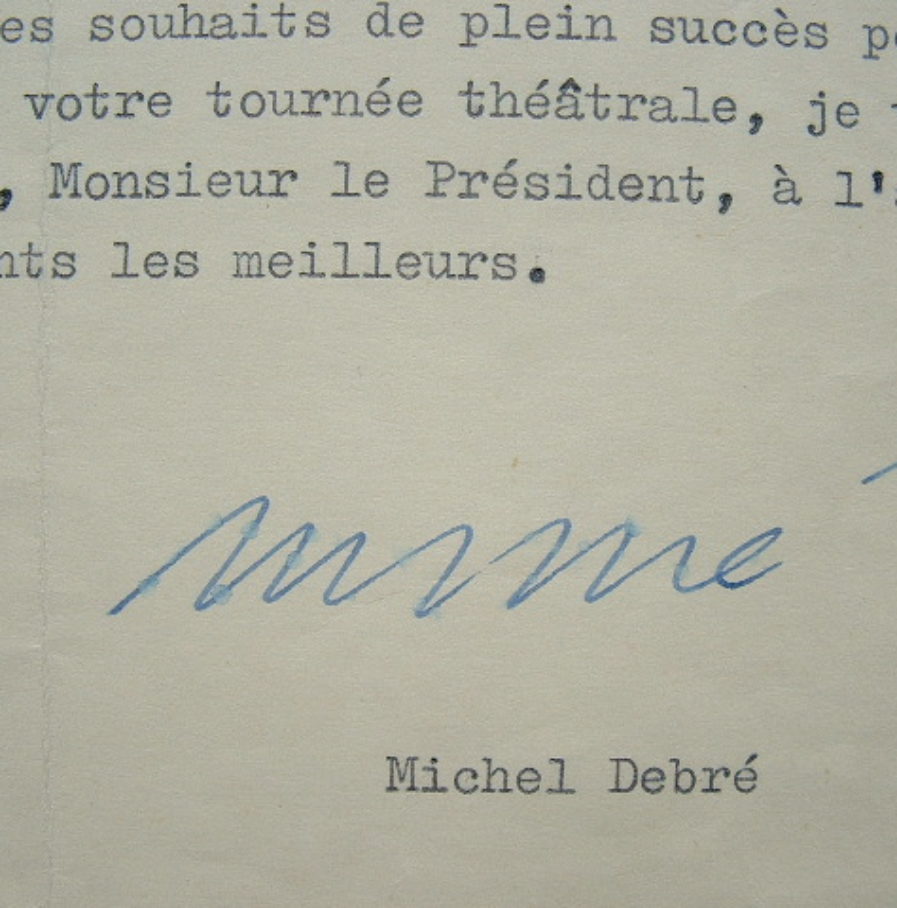 es souhaits de plein succès p
votre tournée théâtrale, je
, Monsieur le Président, à l'
nts les meilleurs.
Michel Debré